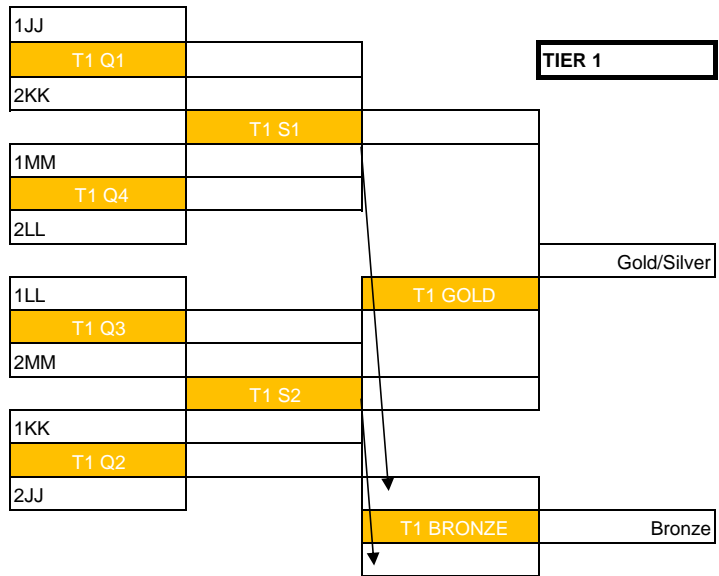 1JJ
T1 Q1
TIER 1
2KK
T1 S1
1MM
T1 Q4
2LL
Gold/Silver
1LL
T1 GOLD
T1 Q3
2MM
T1 S2
1KK
T1 Q2
2JJ
T1 BRONZE
Bronze